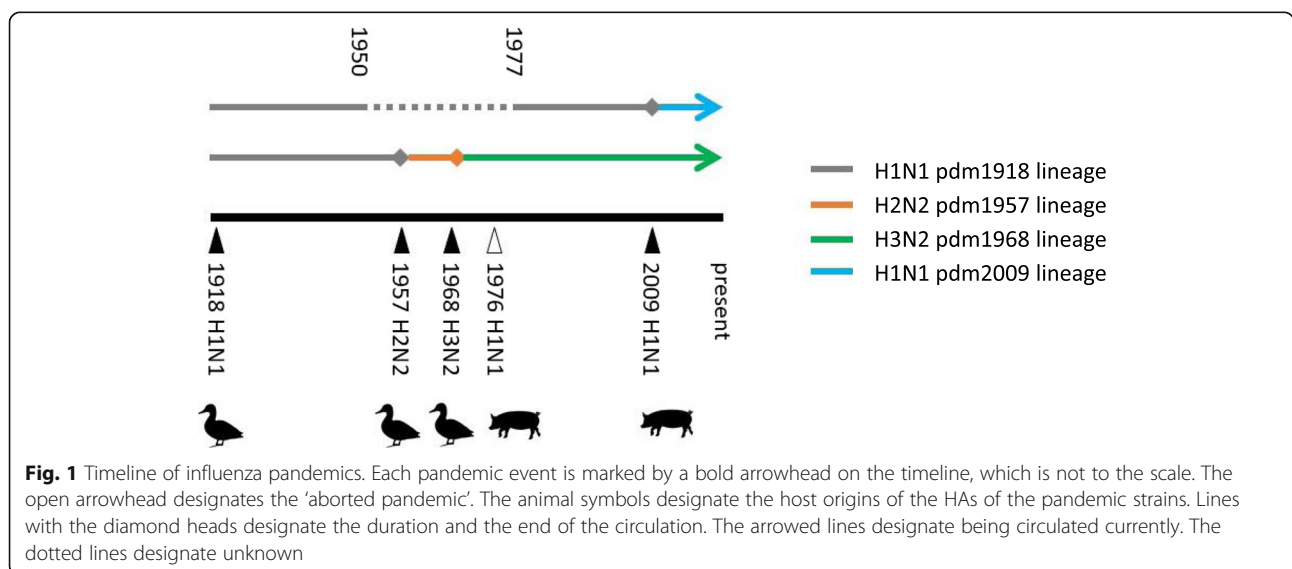 1950
1977
H1N1 pdm1918 lineage
H2N2 pdm1957 lineage
H3N2 pdm1968 lineage
H1N1 pdm2009 lineage
1918 H1N1
1957 H2N2
1968 H3N2
1976 H1N1
2009 H1N1
present
Fig. 1 Timeline of influenza pandemics. Each pandemic event is marked by a bold arrowhead on the timeline, which is not to the scale. The
open arrowhead designates the ‘aborted pandemic’. The animal symbols designate the host origins of the HAs of the pandemic strains. Lines
with the diamond heads designate the duration and the end of the circulation. The arrowed lines designate being circulated currently. The
dotted lines designate unknown